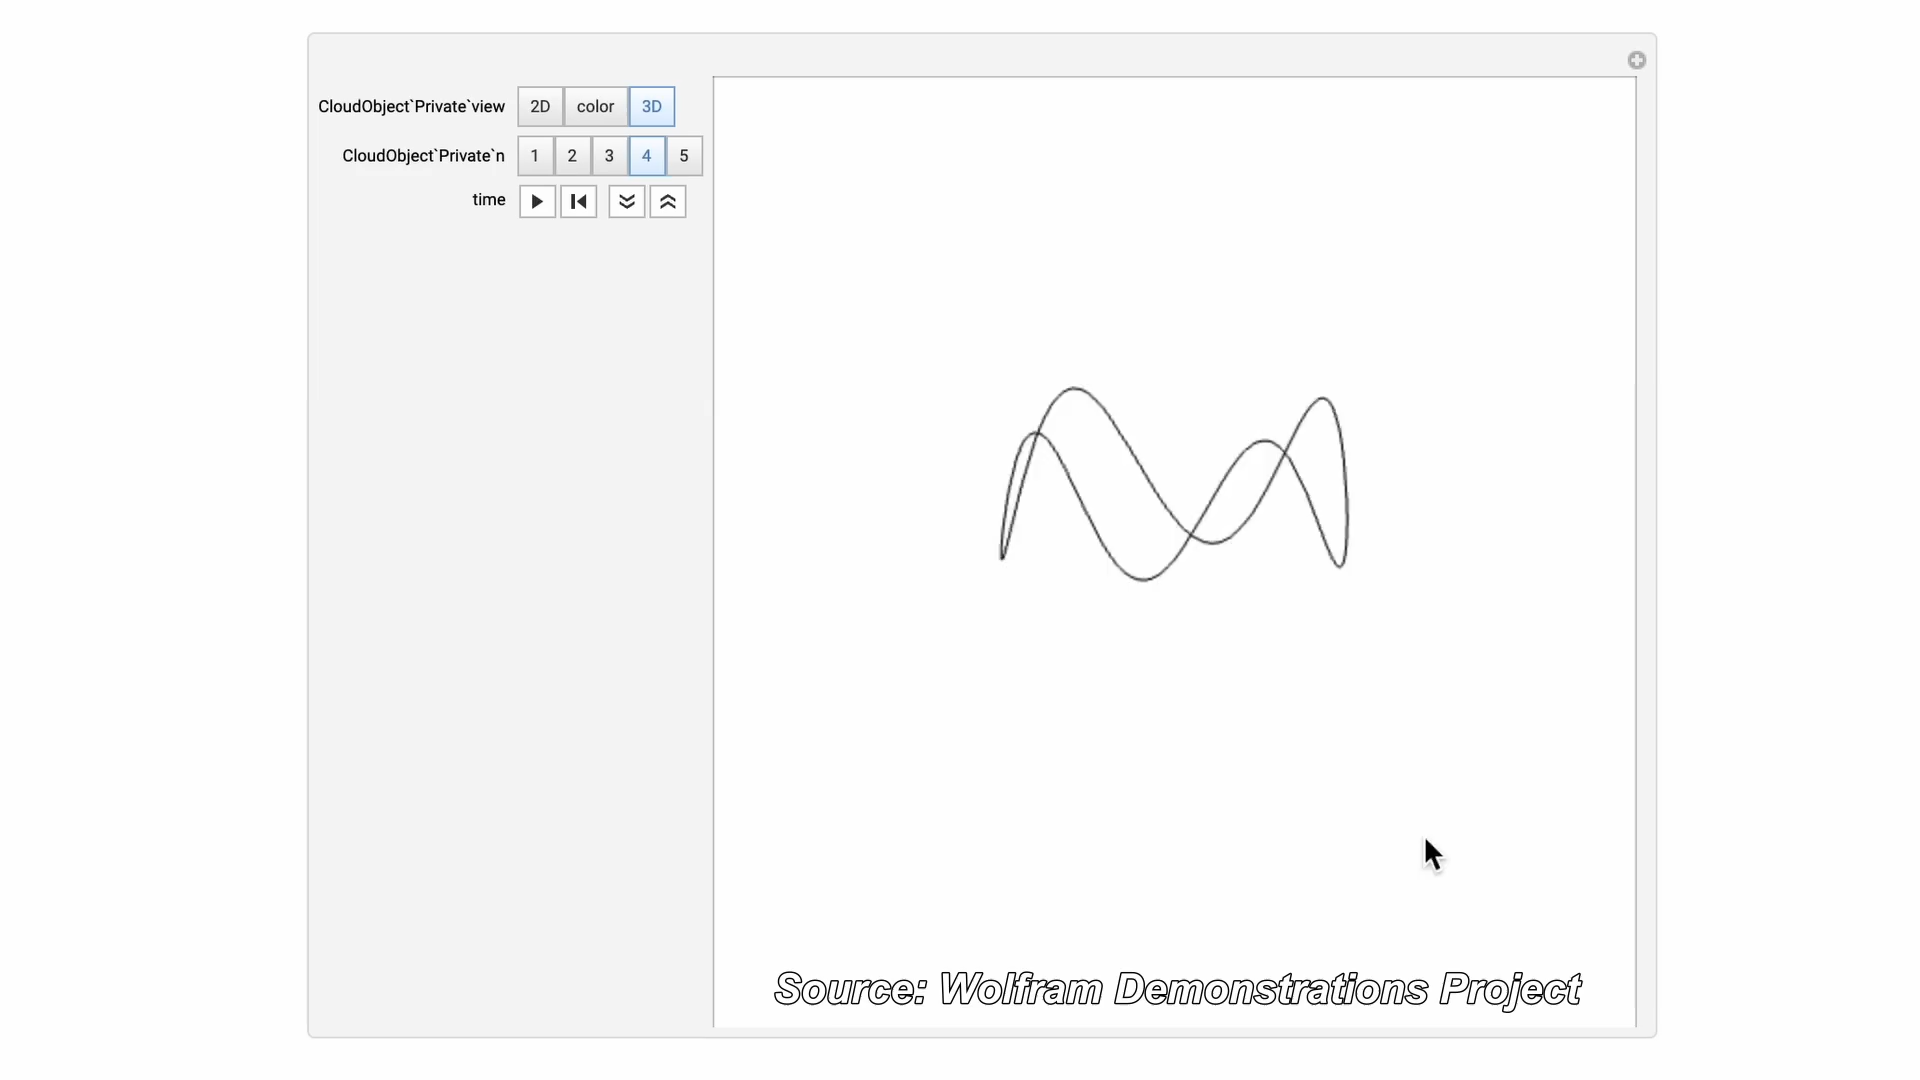 CloudObject`Private`view 2D color 3D
CloudObject`Private`n 1 2 3 4 5
time
Source: Wolfram Demonstrations Project